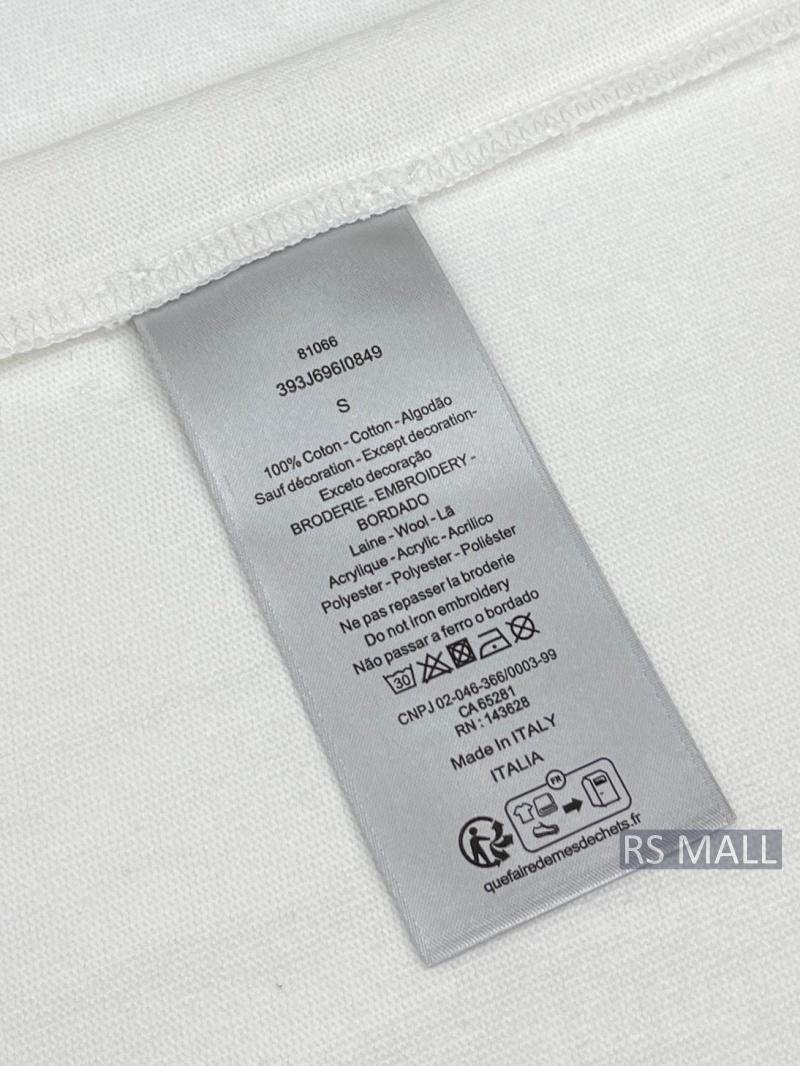 81066
393J696I0849
S
100% Coton - Cotton - Algodão
Sauf décoration - Except decoration-
Exceto decoração
BRODERIE - EMBROIDERY -
BORDADO
Laine - Wool - Lã
Acrylique - Acrylic - Acrilico
Polyester - Polyester - Poliéster
Ne pas repasser la broderie
Do not iron embroidery
Não passar a ferro o bordado
30
CNPJ 02-046-366/0003-99
CA 65281
RN : 143628
Made In ITALY
ITALIA
FR
quefairedemesdechets.fr
RS MALL